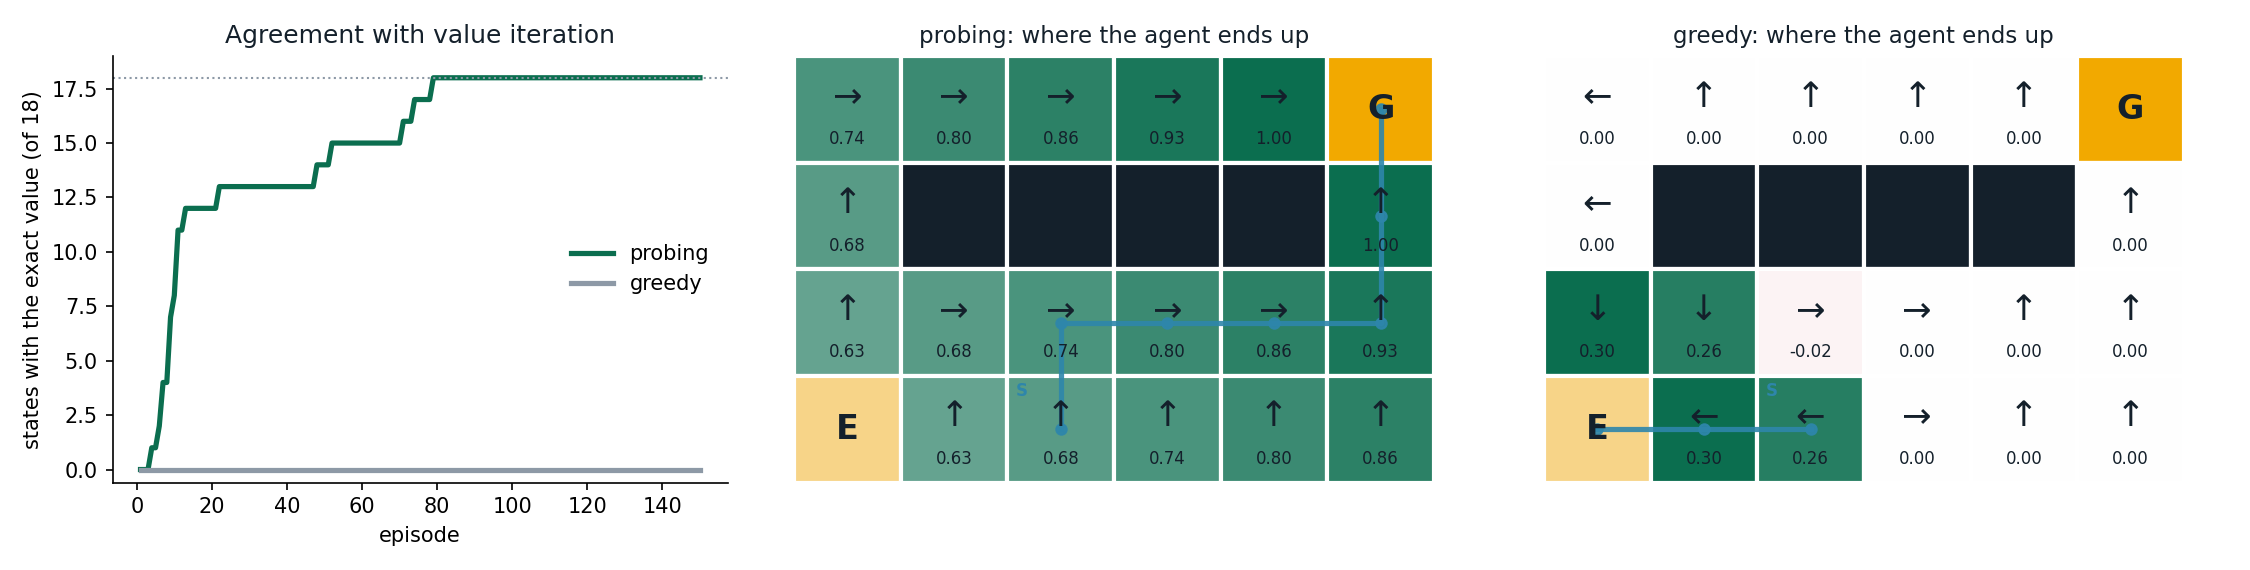 Agreement with value iteration
states with the exact value (of 18)
17.5
15.0
12.5
10.0
7.5
5.0
2.5
0.0
0 20 40 60 80 100 120 140
episode
probing
greedy
probing: where the agent ends up
→ → → → → G
0.74 0.80 0.86 0.93 1.00
↑ ↑
0.68 1.00
↑ → → → → ↑
0.63 0.68 0.74 0.80 0.86 0.93
S
E ↑ ↑ ↑ ↑ ↑
0.63 0.68 0.74 0.80 0.86
greedy: where the agent ends up
← ↑ ↑ ↑ ↑ G
0.00 0.00 0.00 0.00 0.00
← ↑
0.00 0.00
↓ ↓ → → ↑ ↑
0.30 0.26 -0.02 0.00 0.00 0.00
S
E ← ← → ↑ ↑
0.30 0.26 0.00 0.00 0.00